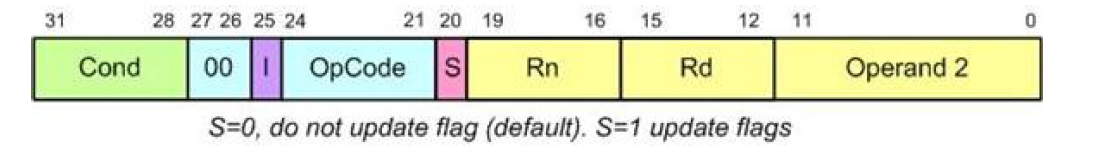 31 28 27 26 25 24 21 20 19 16 15 12 11 0
Cond 00 I OpCode S Rn Rd Operand 2
S=0, do not update flag (default). S=1 update flags